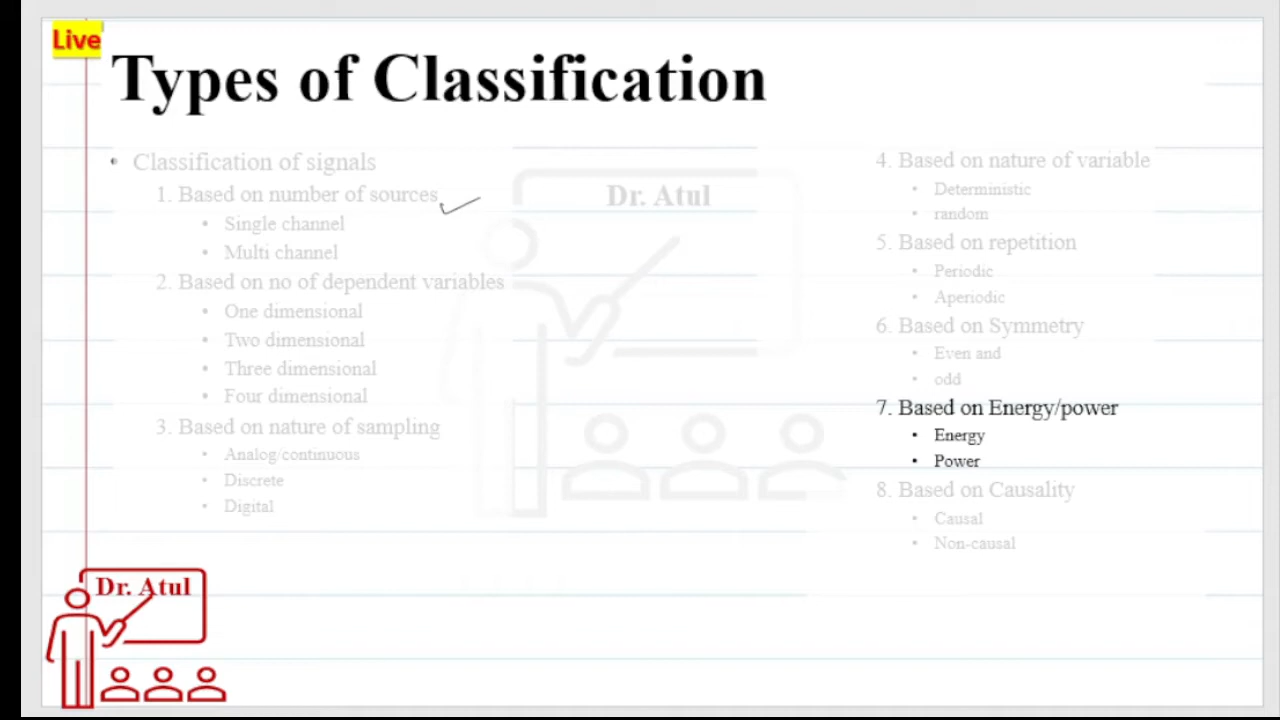 Live
Types of Classification
• Classification of signals
1. Based on number of sources
• Single channel
• Multi channel
2. Based on no of dependent variables
• One dimensional
• Two dimensional
• Three dimensional
• Four dimensional
3. Based on nature of sampling
• Analog/continuous
• Discrete
• Digital
Dr. Atul
4. Based on nature of variable
• Deterministic
• random
5. Based on repetition
• Periodic
• Aperiodic
6. Based on Symmetry
• Even and
• odd
7. Based on Energy/power
• Energy
• Power
8. Based on Causality
• Causal
• Non-causal
Dr. Atul